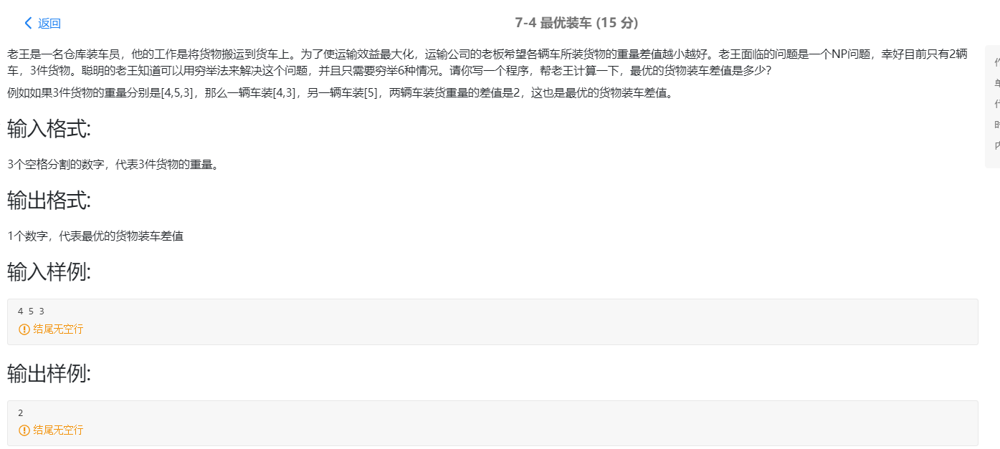 返回
7-4 最优装车 (15 分)
老王是一名仓库装车员，他的工作是将货物搬运到货车上。为了使运输效益最大化，运输公司的老板希望各辆车所装货物的重量差值越小越好。老王面临的问题是一个NP问题，幸好目前只有2辆
车，3件货物。聪明的老王知道可以用穷举法来解决这个问题，并且只需要穷举6种情况。请你写一个程序，帮老王计算一下，最优的货物装车差值是多少？
例如如果3件货物的重量分别是[4,5,3]，那么一辆车装[4,3]，另一辆车装[5]，两辆车装货重量的差值是2，这也是最优的货物装车差值。
输入格式:
3个空格分割的数字，代表3件货物的重量。
输出格式:
1个数字，代表最优的货物装车差值
输入样例:
4 5 3
结尾无空行
输出样例:
2
结尾无空行